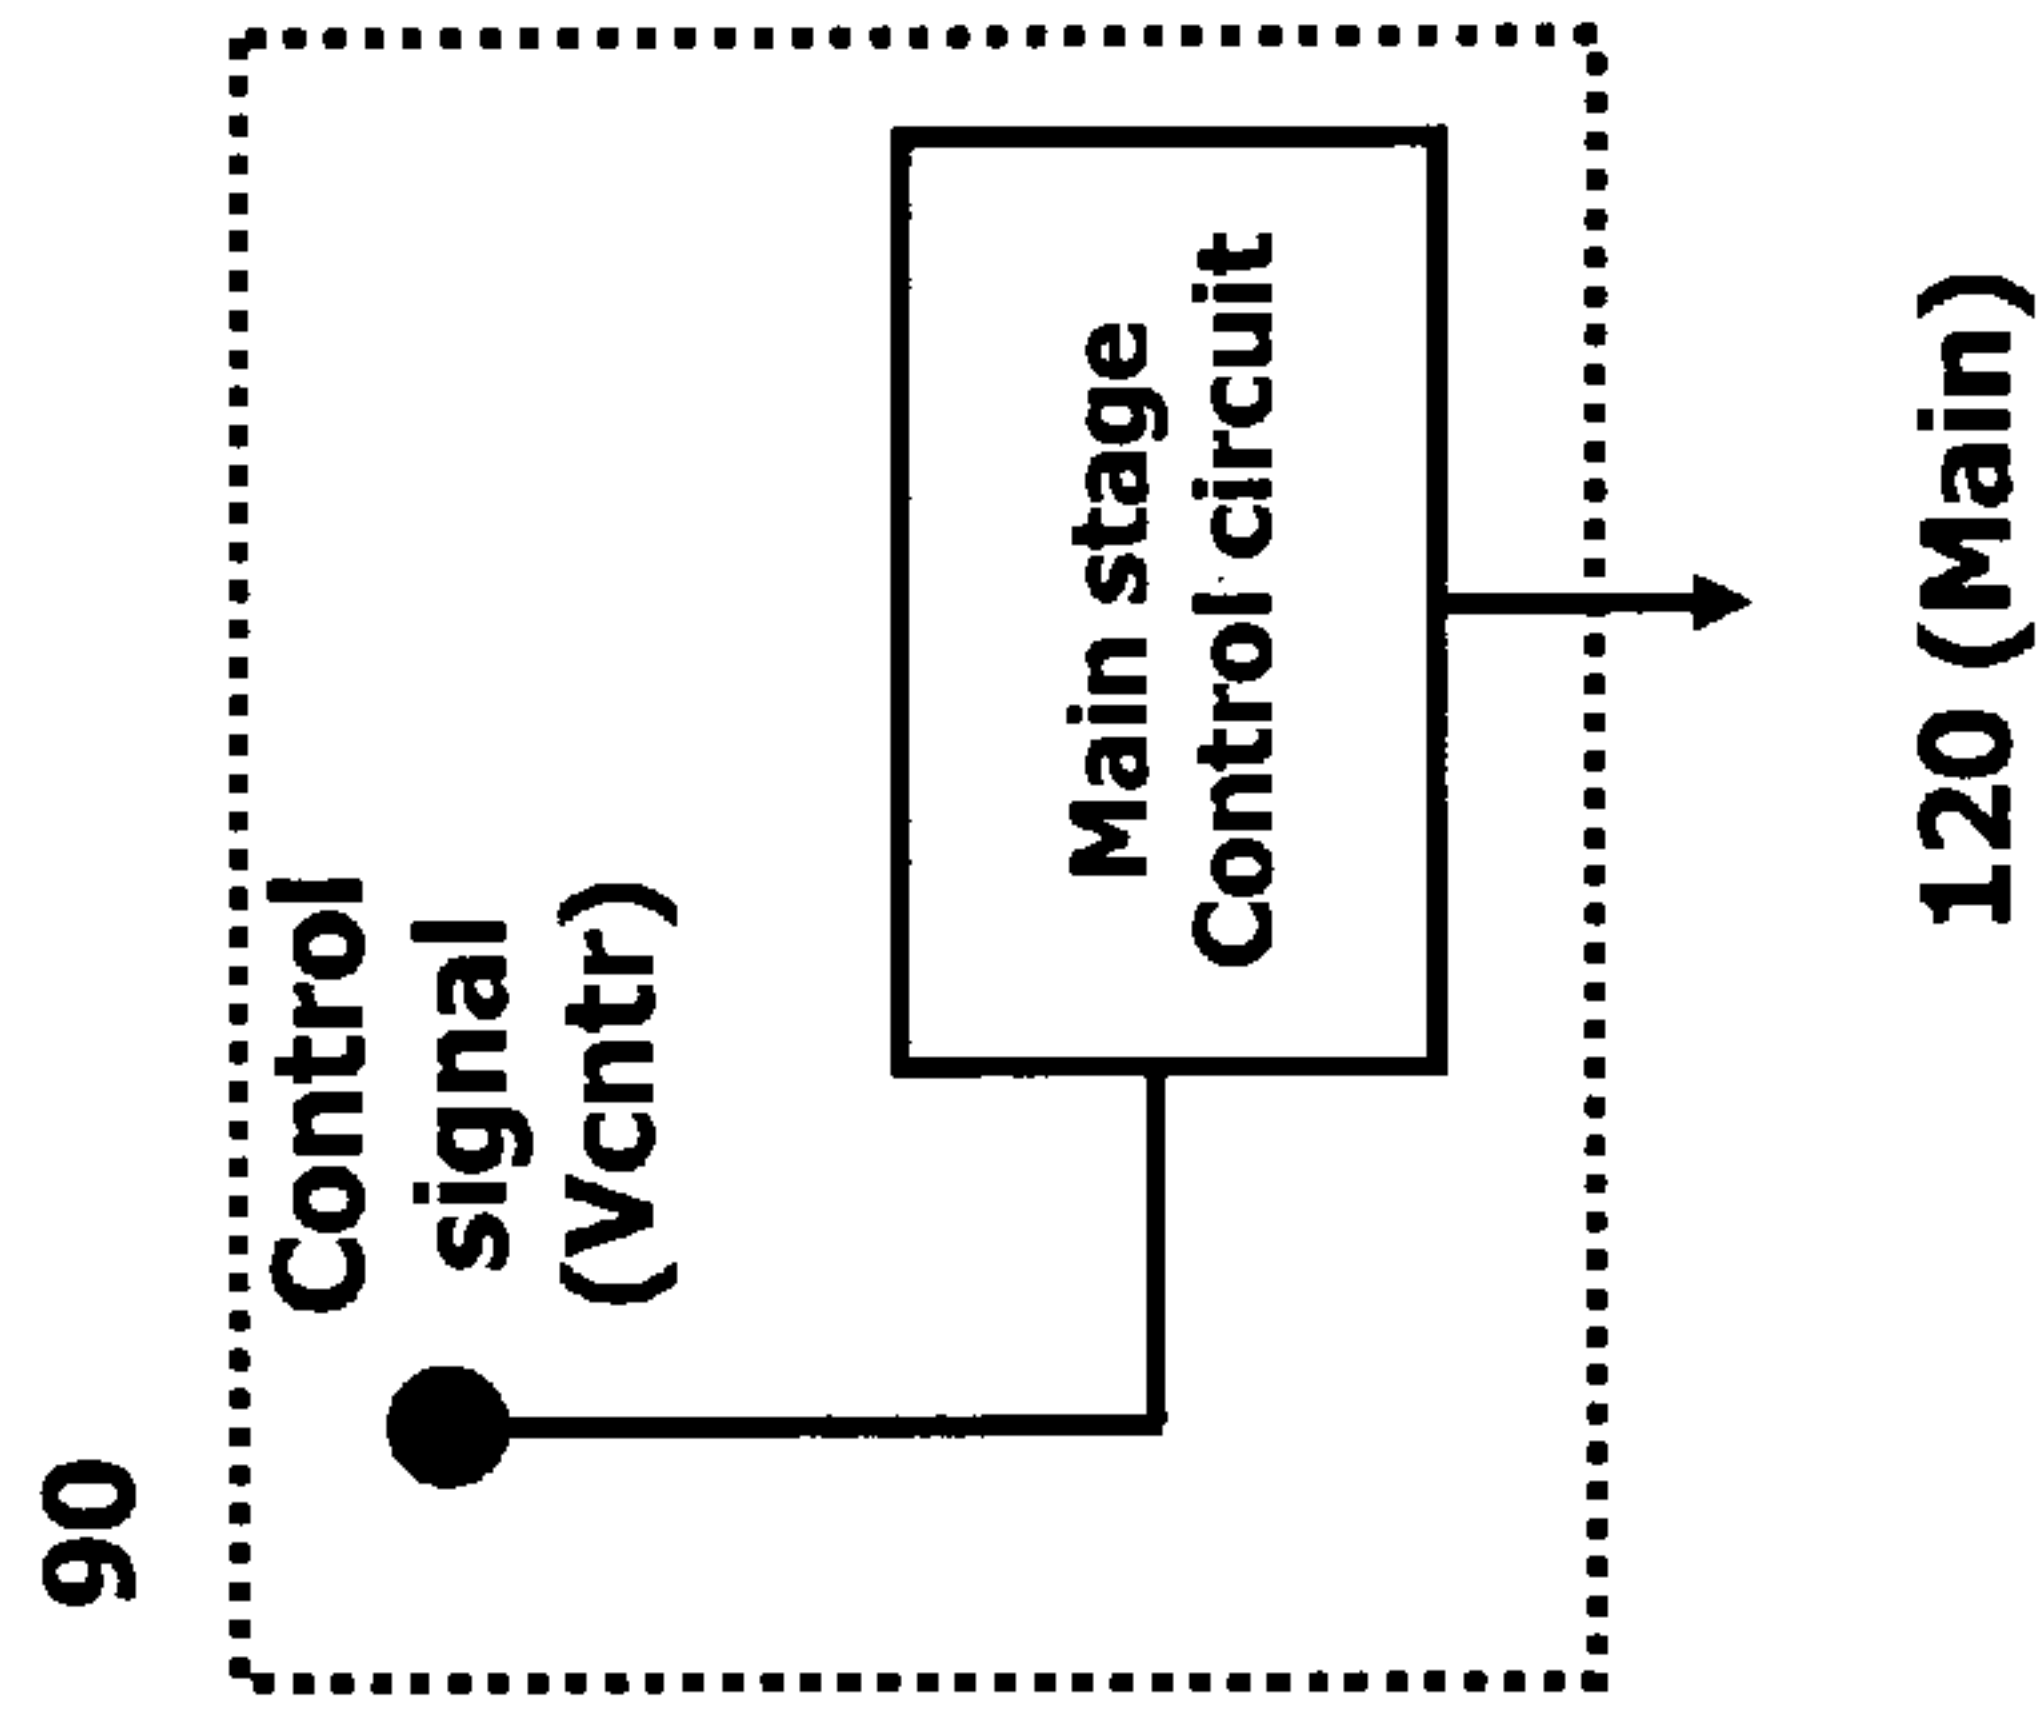 90
Control
signal
(Vcntr)
Main stage
Control circuit
120 (Main)